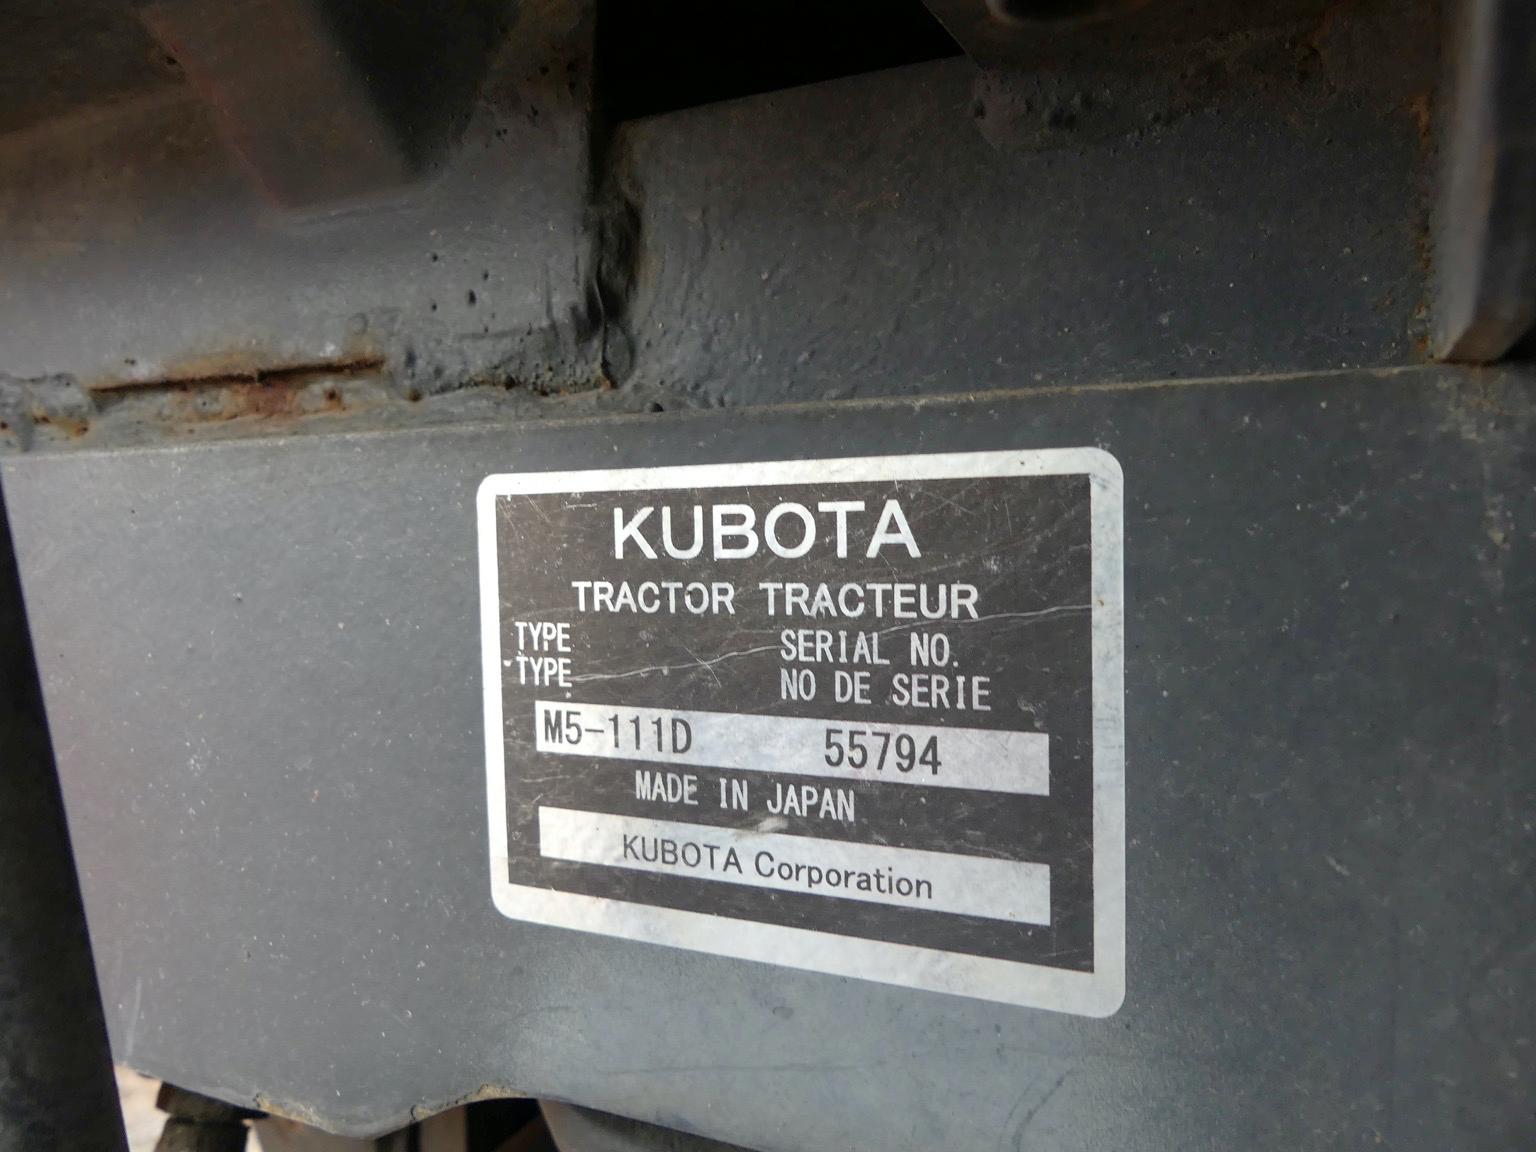 KUBOTA
TRACTOR TRACTEUR
TYPE SERIAL NO.
TYPE NO DE SERIE
M5-111D 55794
MADE IN JAPAN
KUBOTA Corporation